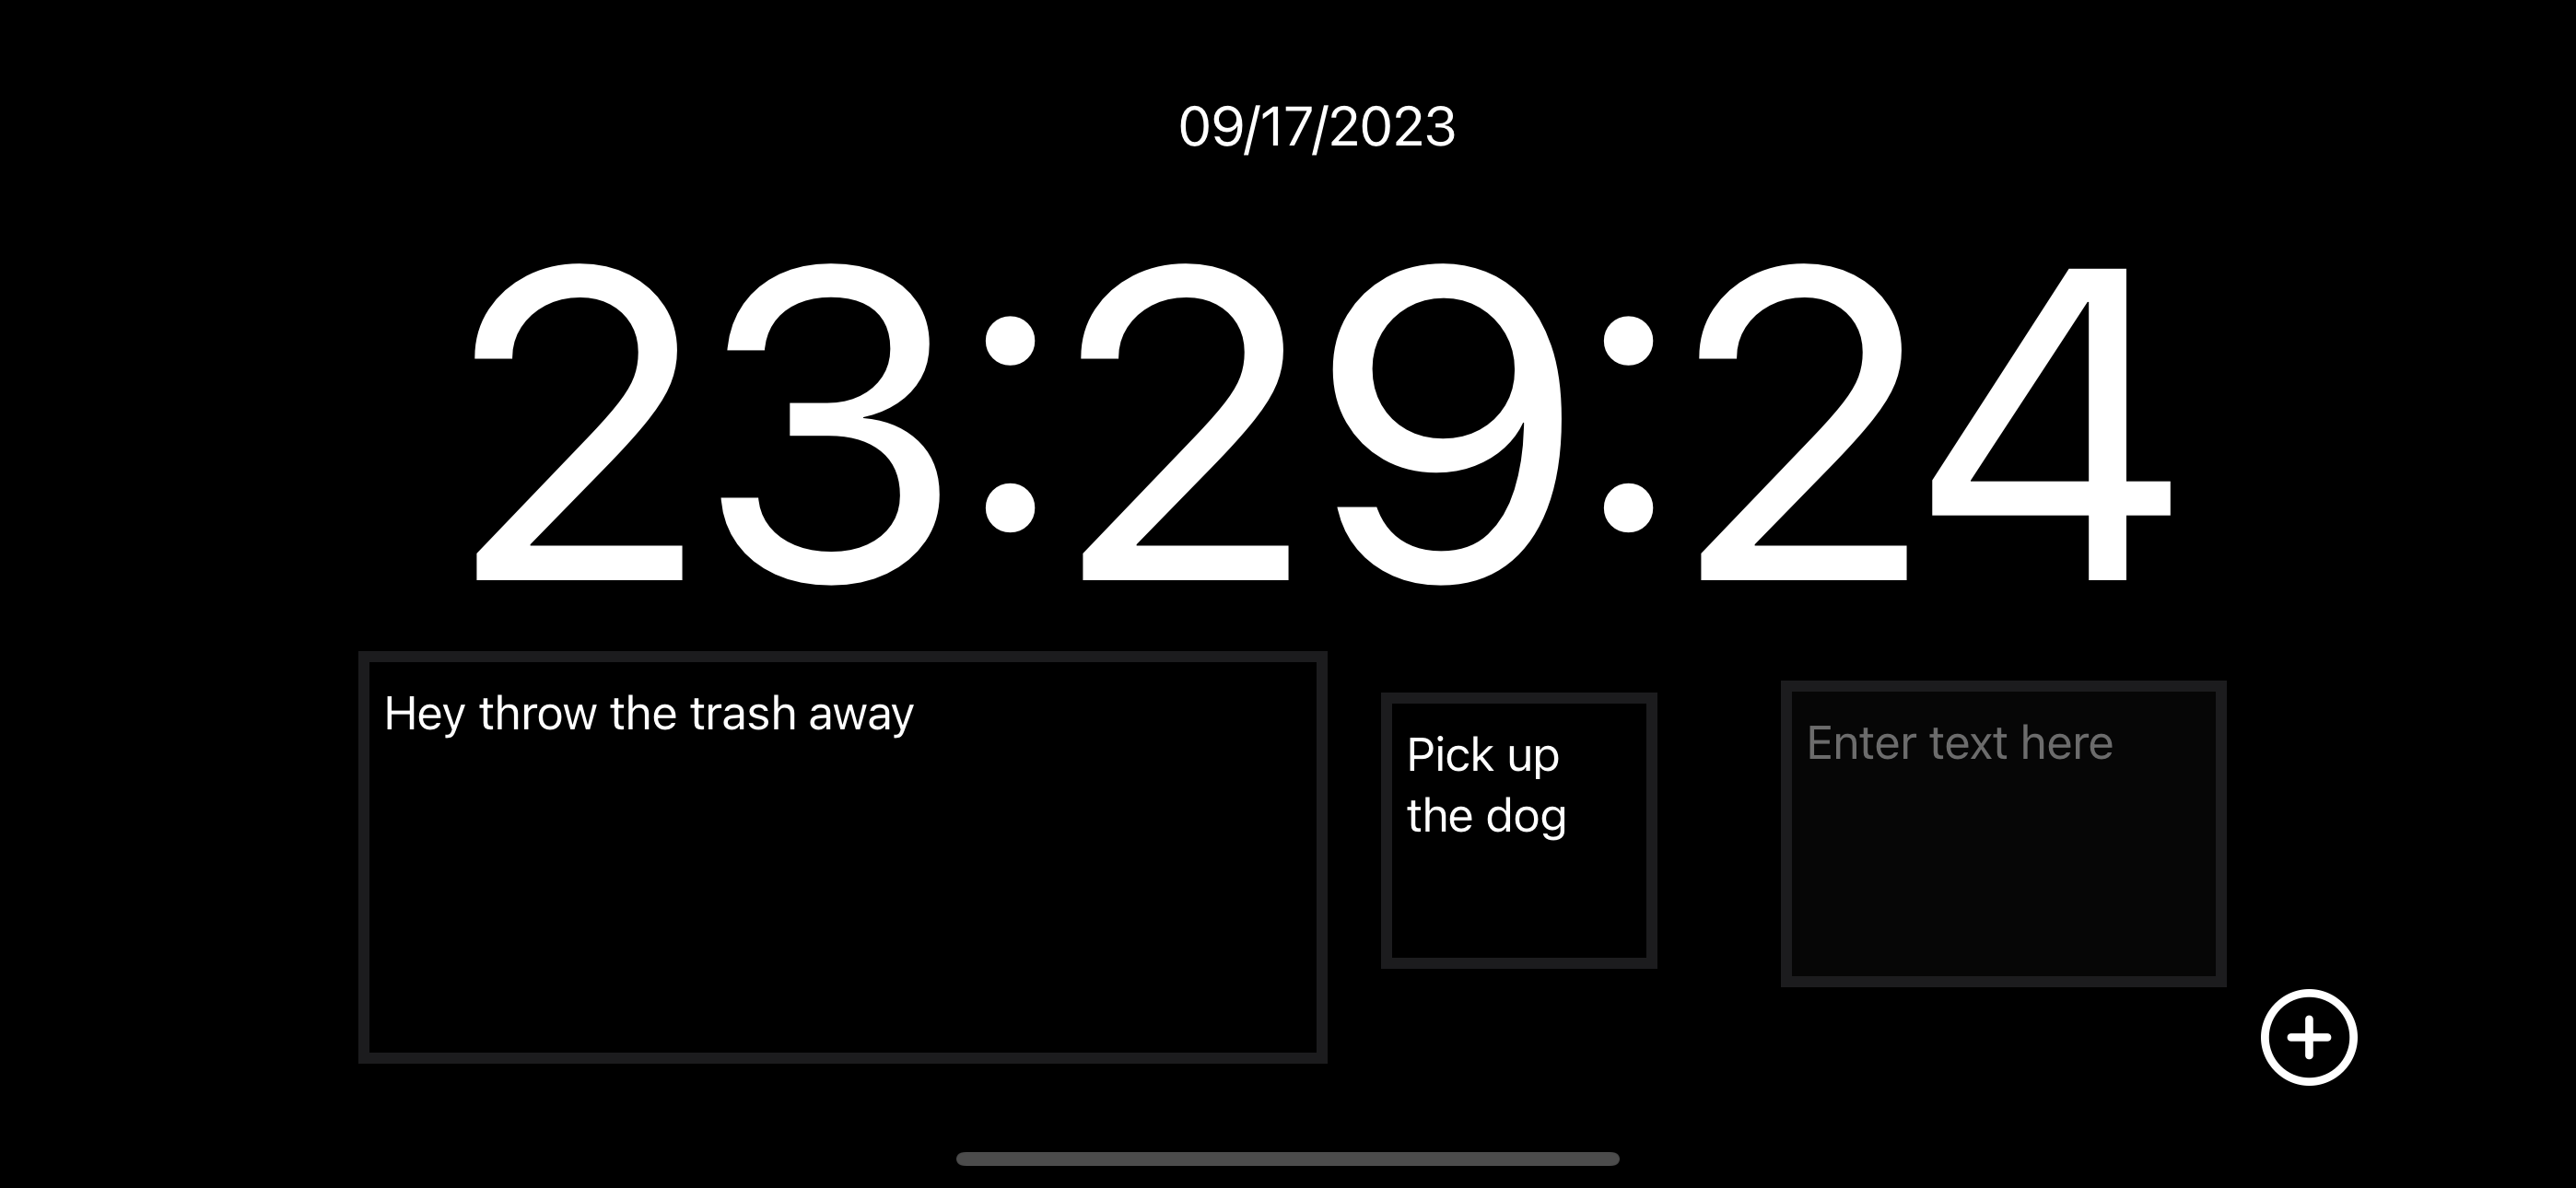 09/17/2023
23:29:24
Hey throw the trash away
Pick up
the dog
Enter text here